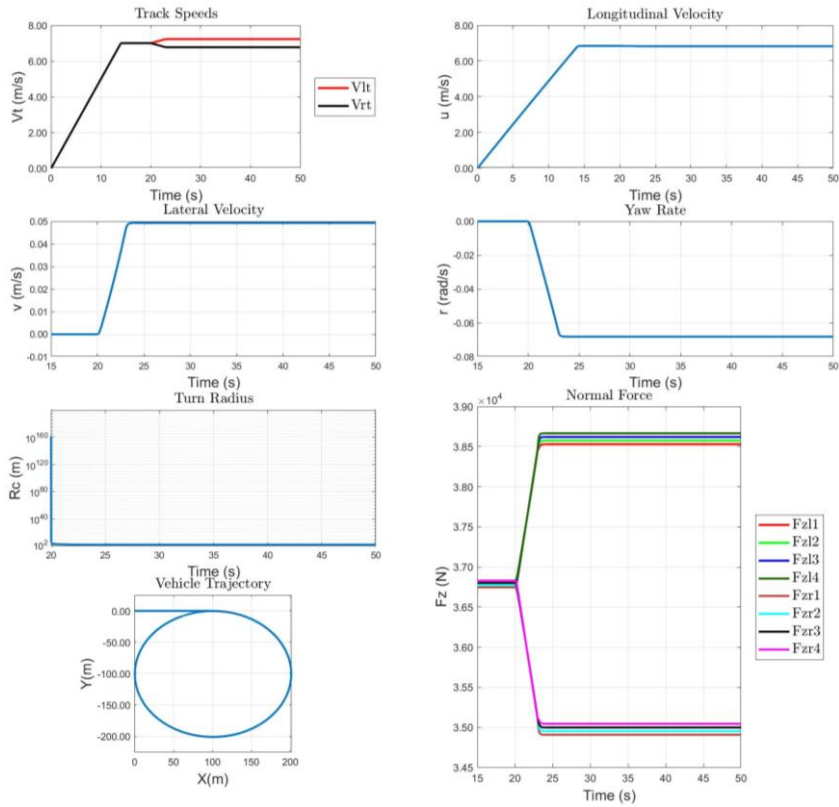 Track Speeds
8.00
6.00
4.00
2.00
0.00
Vt (m/s)
0 10 20 30 40 50
Time (s)
Vlt
Vrt
Longitudinal Velocity
8.00
6.00
4.00
2.00
0.00
u (m/s)
0 5 10 15 20 25 30 35 40 45 50
Time (s)
Lateral Velocity
0.05
0.04
0.03
0.02
0.01
0.00
-0.01
v (m/s)
15 20 25 30 35 40 45 50
Time (s)
Yaw Rate
0.00
-0.02
-0.04
-0.06
-0.08
r (rad/s)
15 20 25 30 35 40 45 50
Time (s)
Turn Radius
10^160
10^120
10^80
10^40
10^2
Rc (m)
20 25 30 35 40 45 50
Time (s)
Vehicle Trajectory
0.00
-50.00
-100.00
-150.00
-200.00
Y(m)
0 50 100 150 200
X(m)
Normal Force
×10^4
3.90
3.85
3.80
3.75
3.70
3.65
3.60
3.55
3.50
3.45
Fz (N)
15 20 25 30 35 40 45 50
Time (s)
Fzl1
Fzl2
Fzl3
Fzl4
Fzr1
Fzr2
Fzr3
Fzr4